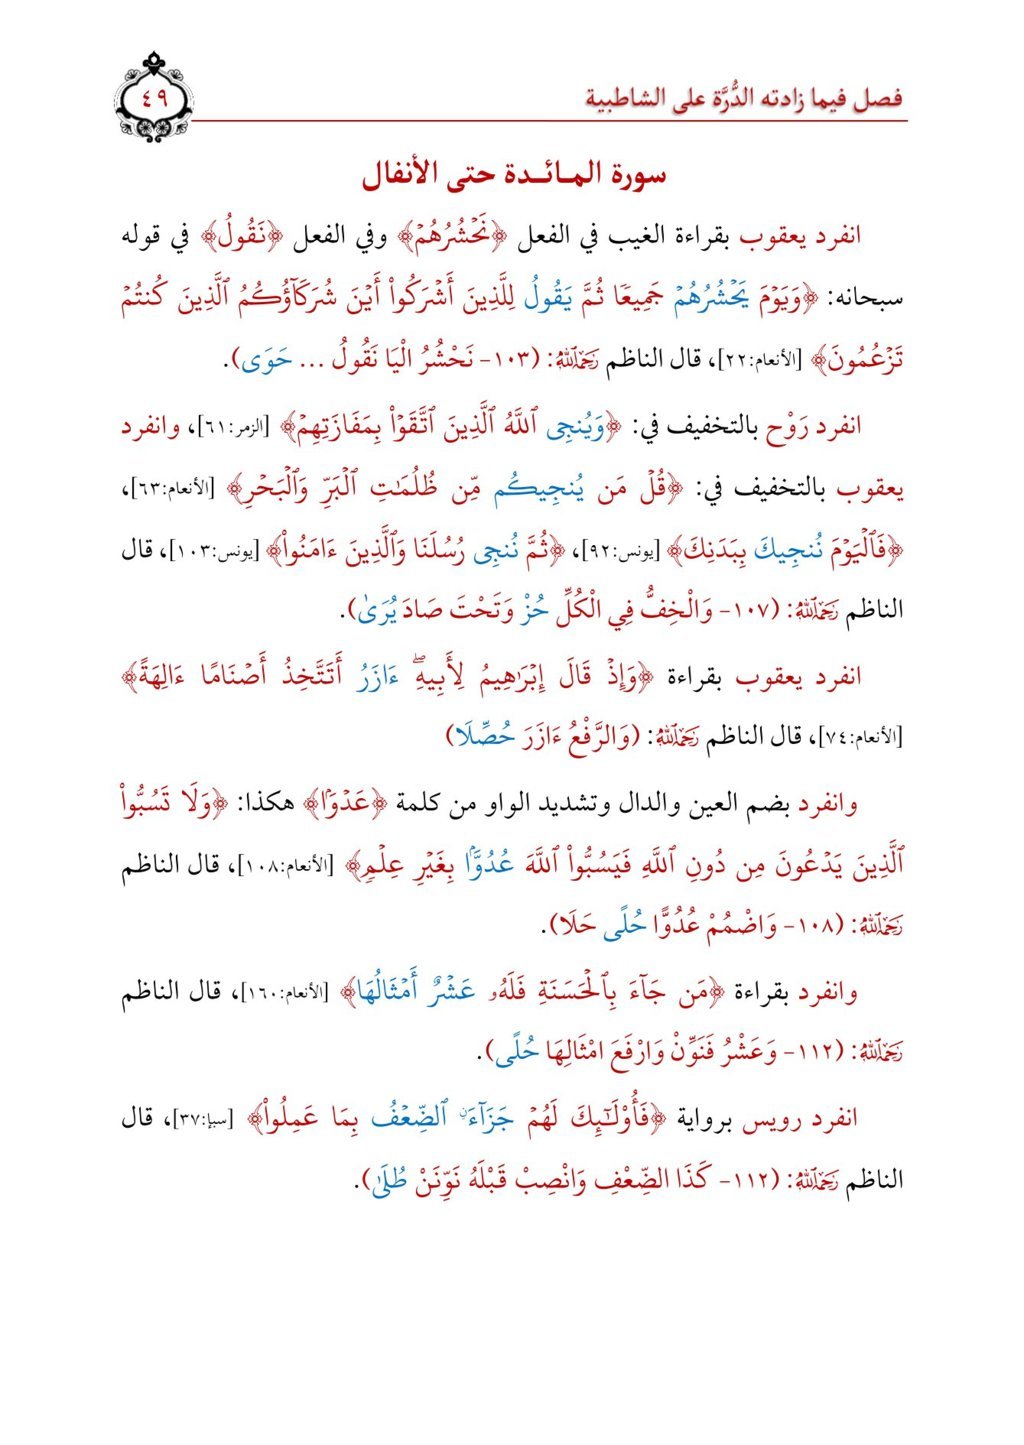 فصل فيما زادته الدُّرَّة على الشاطبية
٤٩
سورة المـائـدة حتى الأنفال
انفرد يعقوب بقراءة الغيب في الفعل ﴿نَحۡشُرُهُمۡ﴾ وفي الفعل ﴿نَقُولُ﴾ في قوله
سبحانه: ﴿وَيَوۡمَ يَحۡشُرُهُمۡ جَمِيعٗا ثُمَّ يَقُولُ لِلَّذِينَ أَشۡرَكُواْ أَيۡنَ شُرَكَآؤُكُمُ ٱلَّذِينَ كُنتُمۡ
تَزۡعُمُونَ﴾ [الأنعام:٢٢]، قال الناظم رَحِمَهُ ٱللَّهُ: (١٠٣- نَحْشُرُ الْيَا نَقُولُ ... حَوَى).
انفرد رَوْح بالتخفيف في: ﴿وَيُنجِي ٱللَّهُ ٱلَّذِينَ ٱتَّقَوۡاْ بِمَفَازَتِهِمۡ﴾ [الزمر:٦١]، وانفرد
يعقوب بالتخفيف في: ﴿قُلۡ مَن يُنجِيكُم مِّن ظُلُمَٰتِ ٱلۡبَرِّ وَٱلۡبَحۡرِ﴾ [الأنعام:٦٣]،
﴿فَٱلۡيَوۡمَ نُنجِيكَ بِبَدَنِكَ﴾ [يونس:٩٢]، ﴿ثُمَّ نُنجِي رُسُلَنَا وَٱلَّذِينَ ءَامَنُواْ﴾ [يونس:١٠٣]، قال
الناظم رَحِمَهُ ٱللَّهُ: (١٠٧- وَالْخِفُّ فِي الْكُلِّ حُزْ وَتَحْتَ صَادَ يُرَىٰ).
انفرد يعقوب بقراءة ﴿وَإِذۡ قَالَ إِبۡرَٰهِيمُ لِأَبِيهِۖ ءَازَرُ أَتَتَّخِذُ أَصۡنَامًا ءَالِهَةً﴾
[الأنعام:٧٤]، قال الناظم رَحِمَهُ ٱللَّهُ: (وَالرَّفْعُ ءَازَرَ حُصِّلَا)
وانفرد بضم العين والدال وتشديد الواو من كلمة ﴿عَدۡوَۢا﴾ هكذا: ﴿وَلَا تَسُبُّواْ
ٱلَّذِينَ يَدۡعُونَ مِن دُونِ ٱللَّهِ فَيَسُبُّواْ ٱللَّهَ عُدُوَّۢا بِغَيۡرِ عِلۡمٖ﴾ [الأنعام:١٠٨]، قال الناظم
رَحِمَهُ ٱللَّهُ: (١٠٨- وَاضْمُمْ عُدُوًّا حُلًى حَلَا).
وانفرد بقراءة ﴿مَن جَآءَ بِٱلۡحَسَنَةِ فَلَهُۥ عَشۡرٌ أَمۡثَالُهَا﴾ [الأنعام:١٦٠]، قال الناظم
رَحِمَهُ ٱللَّهُ: (١١٢- وَعَشْرُ فَنَوِّنْ وَارْفَعَ امْثَالِهَا حُلًى).
انفرد رويس برواية ﴿فَأُوْلَٰٓئِكَ لَهُمۡ جَزَآءَ ۨ ٱلضِّعۡفُ بِمَا عَمِلُواْ﴾ [سبإ:٣٧]، قال
الناظم رَحِمَهُ ٱللَّهُ: (١١٢- كَذَا الضِّعْفِ وَانْصِبْ قَبْلَهُ نَوِّنَنْ طُلَىٰ).